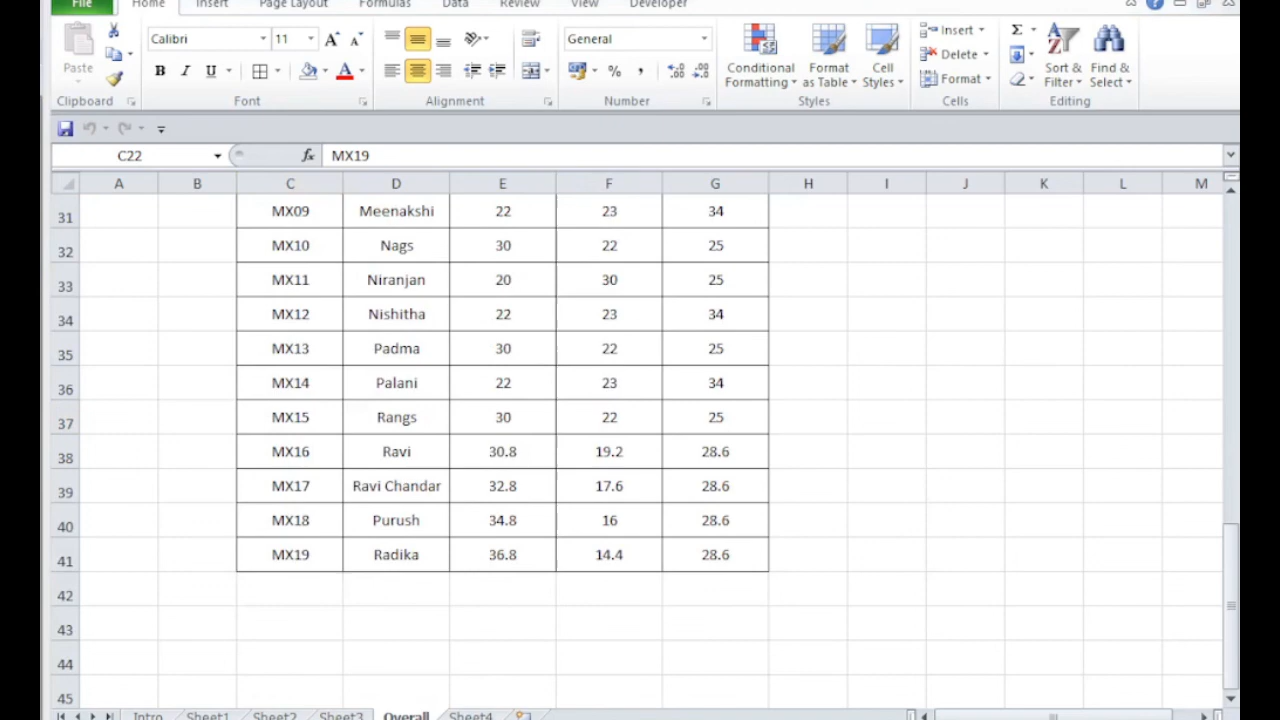 File Home Insert Page Layout Formulas Data Review View Developer
Calibri 11 General Insert
Paste Conditional Format Cell Delete Sort & Find &
B I U % , Formatting as Table Styles Format Filter Select
Clipboard Font Alignment Number Styles Cells Editing
C22 fx MX19
A B C D E F G H I J K L M
31 MX09 Meenakshi 22 23 34
32 MX10 Nags 30 22 25
33 MX11 Niranjan 20 30 25
34 MX12 Nishitha 22 23 34
35 MX13 Padma 30 22 25
36 MX14 Palani 22 23 34
37 MX15 Rangs 30 22 25
38 MX16 Ravi 30.8 19.2 28.6
39 MX17 Ravi Chandar 32.8 17.6 28.6
40 MX18 Purush 34.8 16 28.6
41 MX19 Radika 36.8 14.4 28.6
42
43
44
45
Intro Sheet1 Sheet2 Sheet3 Overall Sheet4